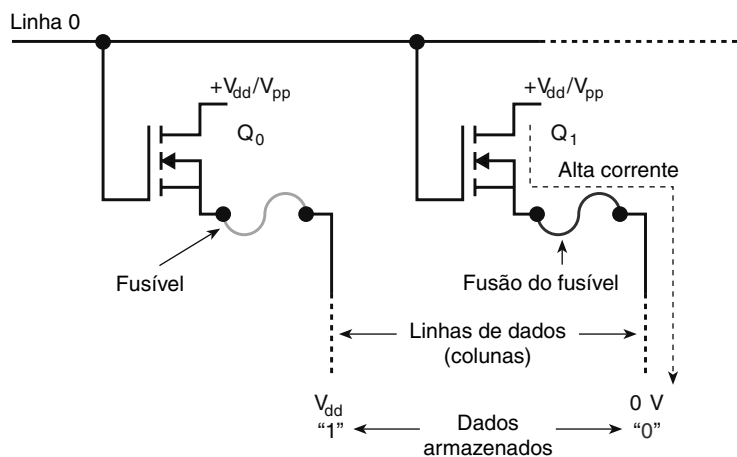 Linha 0
+Vdd/Vpp
+Vdd/Vpp
Q0
Q1
Alta corrente
Fusível
Fusão do fusível
Linhas de dados
(colunas)
Vdd
"1"
Dados
armazenados
0 V
"0"